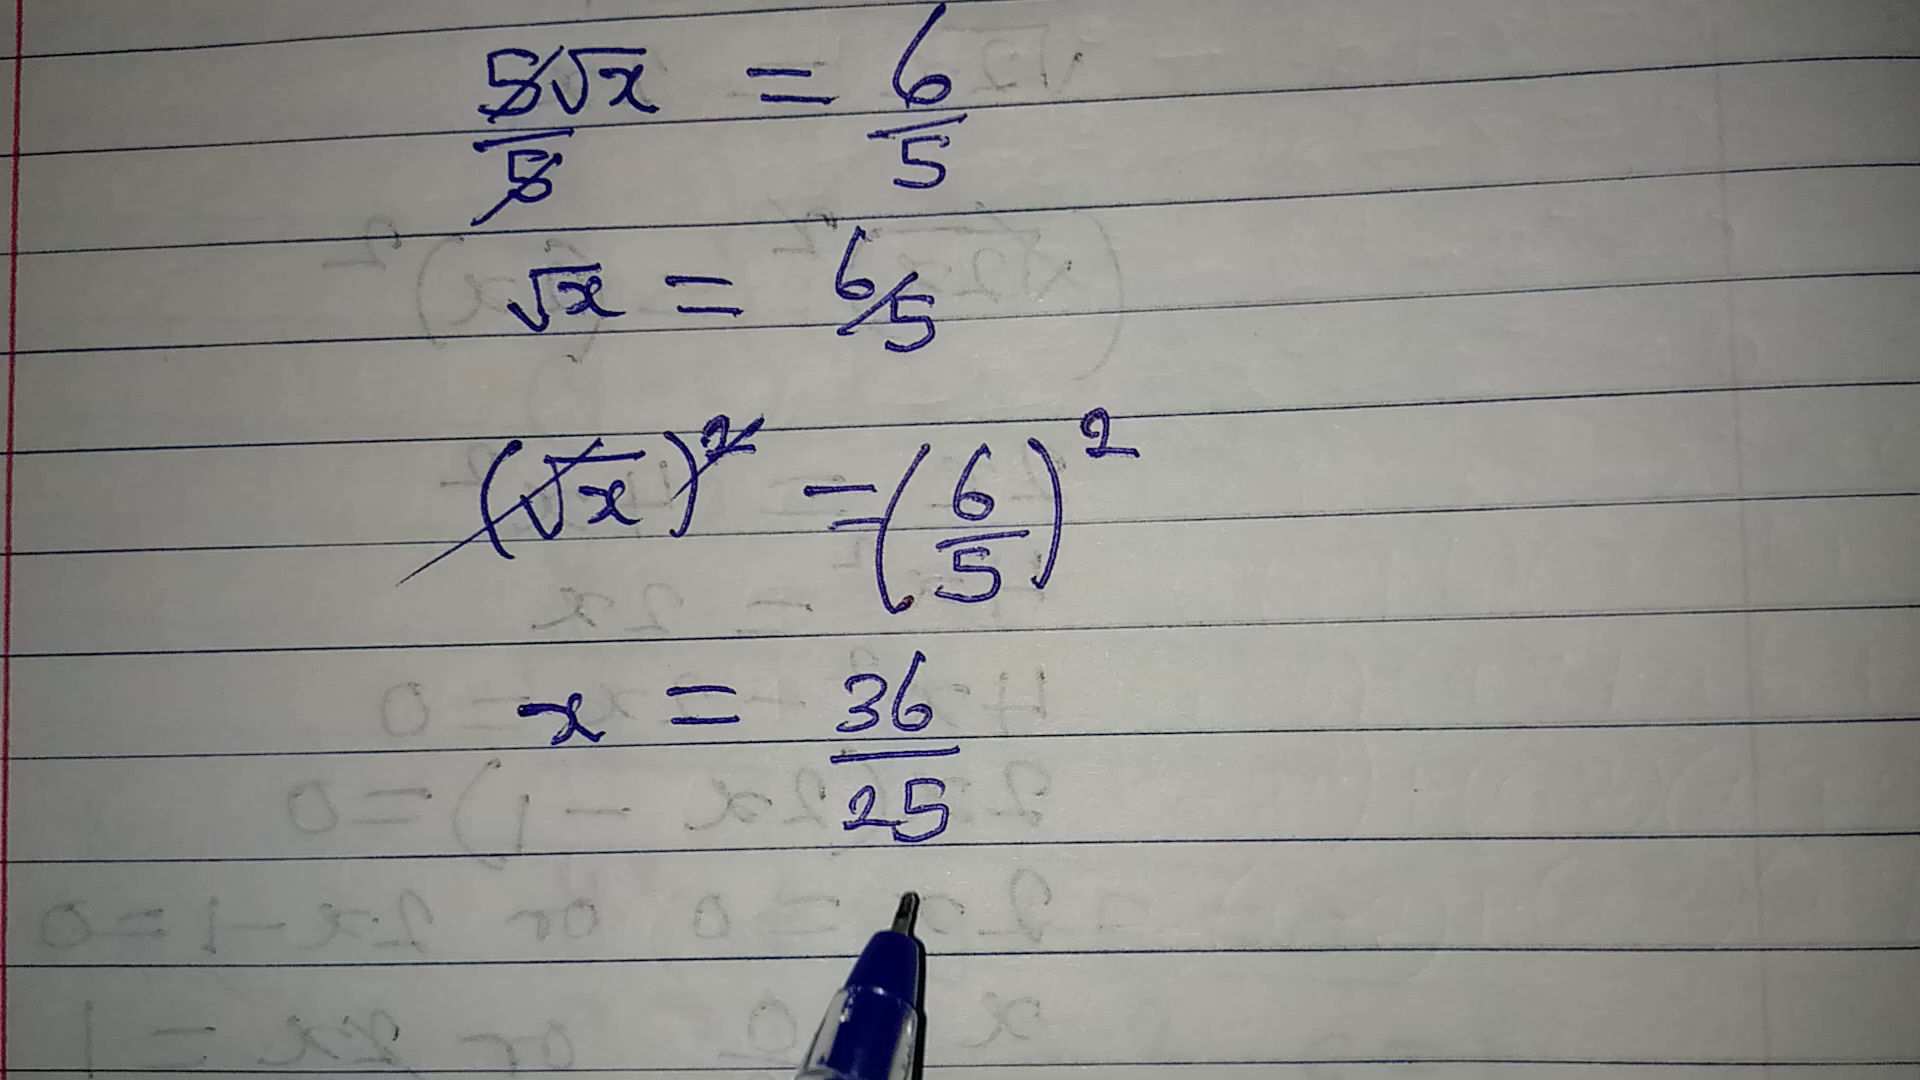 5√x/5 = 6/5
√x = 6/5
(√x)² = (6/5)²
x = 36/25